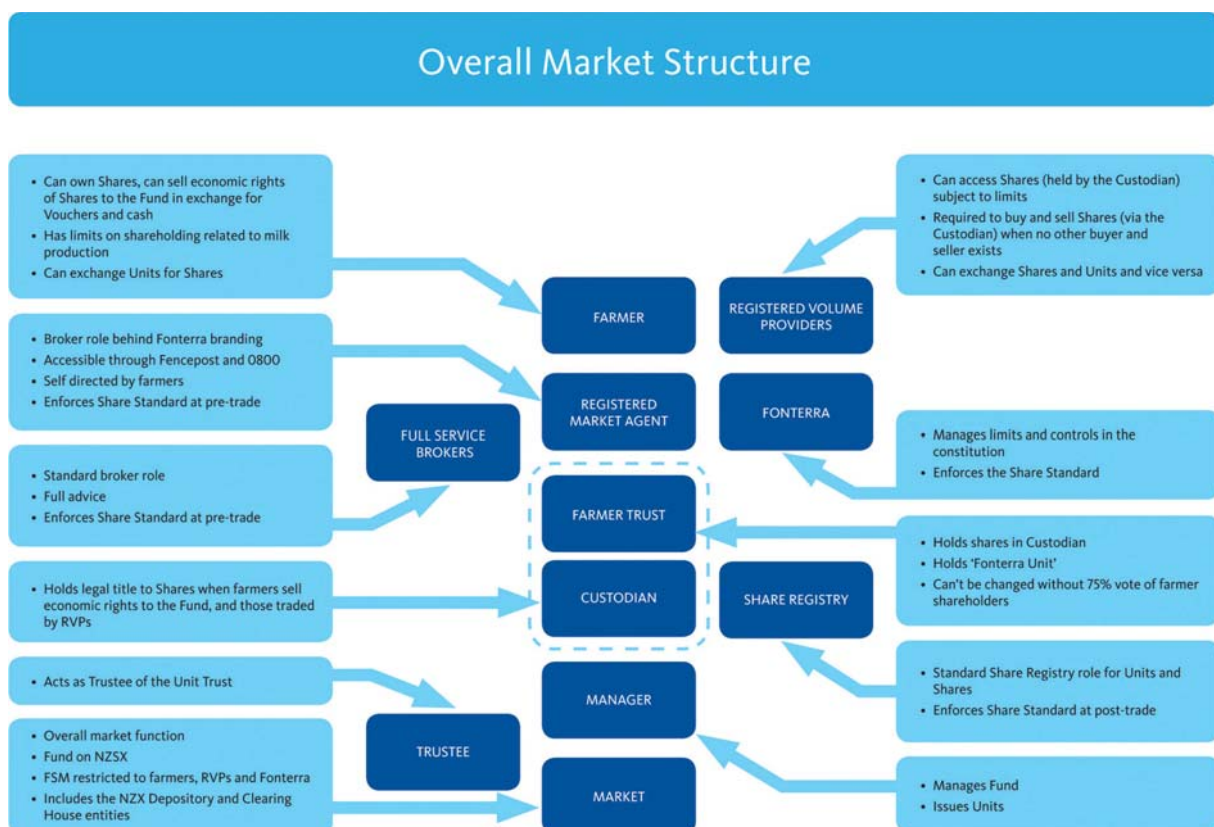 Overall Market Structure
• Can own Shares, can sell economic rights
of Shares to the Fund in exchange for
Vouchers and cash
• Has limits on shareholding related to milk
production
• Can exchange Units for Shares
• Broker role behind Fonterra branding
• Accessible through Fencepost and 0800
• Self directed by farmers
• Enforces Share Standard at pre-trade
• Standard broker role
• Full advice
• Enforces Share Standard at pre-trade
• Holds legal title to Shares when farmers sell
economic rights to the Fund, and those traded
by RVPs
• Acts as Trustee of the Unit Trust
• Overall market function
• Fund on NZSX
• FSM restricted to farmers, RVPs and Fonterra
• Includes the NZX Depository and Clearing
House entities
FULL SERVICE
BROKERS
TRUSTEE
FARMER
REGISTERED
MARKET AGENT
FARMER TRUST
CUSTODIAN
MANAGER
MARKET
REGISTERED VOLUME
PROVIDERS
FONTERRA
SHARE REGISTRY
• Can access Shares (held by the Custodian)
subject to limits
• Required to buy and sell Shares (via the
Custodian) when no other buyer and
seller exists
• Can exchange Shares and Units and vice versa
• Manages limits and controls in the
constitution
• Enforces the Share Standard
• Holds shares in Custodian
• Holds ‘Fonterra Unit’
• Can’t be changed without 75% vote of farmer
shareholders
• Standard Share Registry role for Units and
Shares
• Enforces Share Standard at post-trade
• Manages Fund
• Issues Units